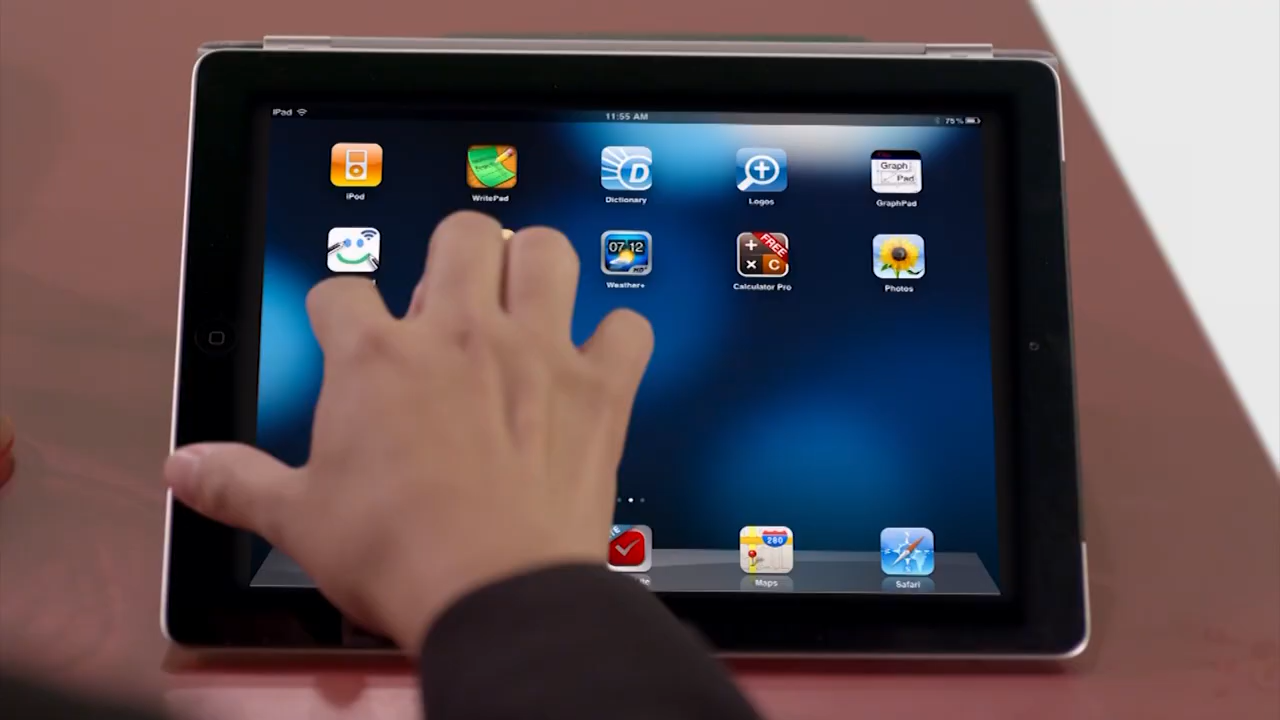 iPad
11:55 AM
75%
iPod
WritePad
D
Dictionary
Logos
Graph
Pad
GraphPad
07 12
Weather+
FREE
C
Calculator Pro
Photos
280
Maps
Safari